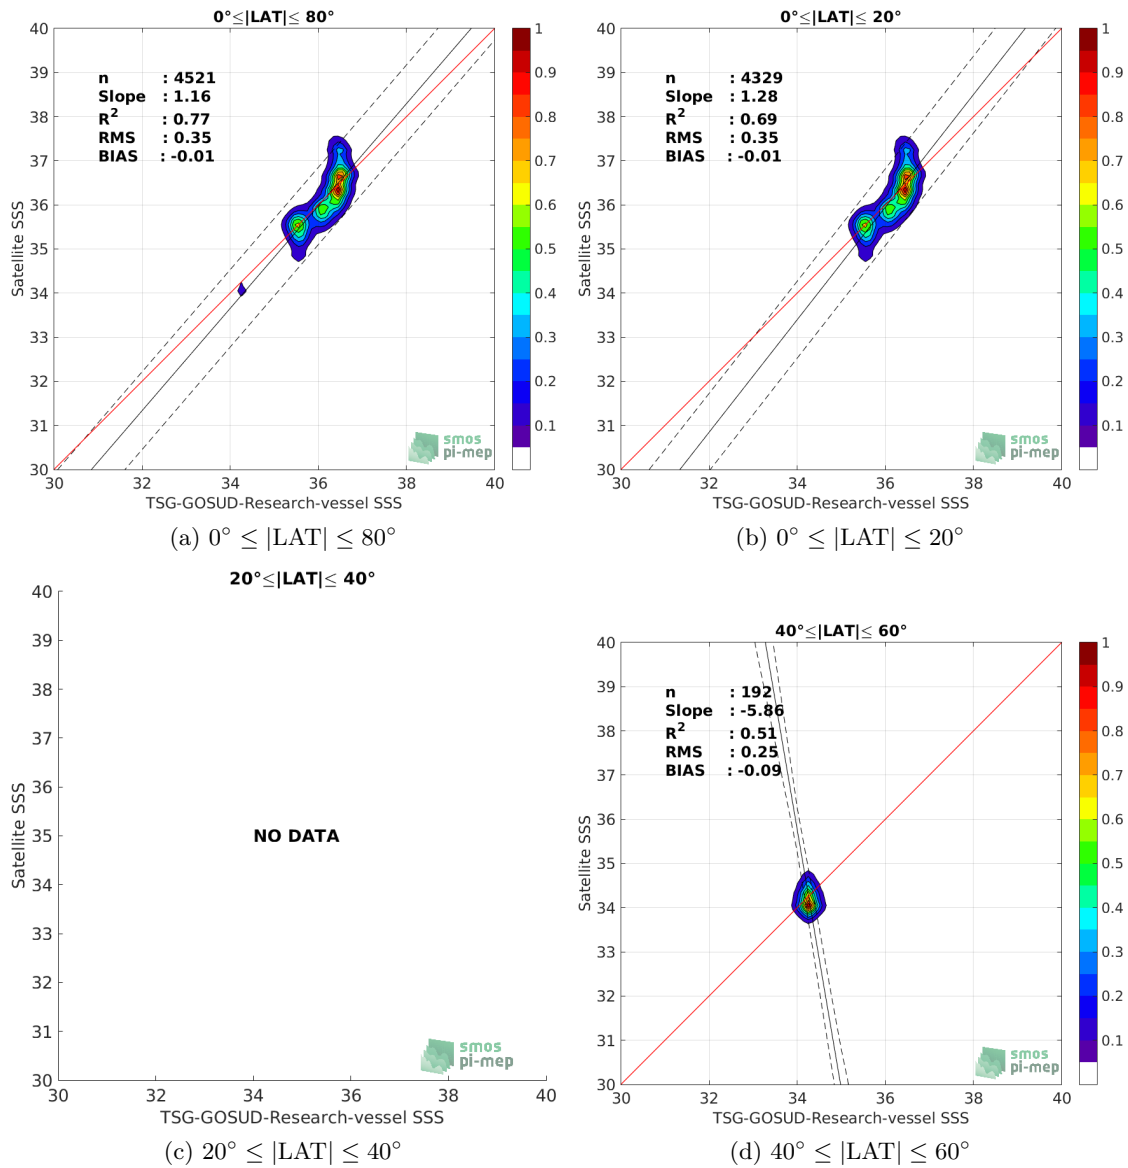 0°≤|LAT|≤ 80°
40
39
38
37
36
35
34
33
32
31
30
Satellite SSS
n : 4521
Slope : 1.16
R2 : 0.77
RMS : 0.35
BIAS : -0.01
smos
pi-mep
30 32 34 36 38 40
TSG-GOSUD-Research-vessel SSS
1
0.9
0.8
0.7
0.6
0.5
0.4
0.3
0.2
0.1
(a) 0° ≤ |LAT| ≤ 80°
0°≤|LAT|≤ 20°
40
39
38
37
36
35
34
33
32
31
30
Satellite SSS
n : 4329
Slope : 1.28
R2 : 0.69
RMS : 0.35
BIAS : -0.01
smos
pi-mep
30 32 34 36 38 40
TSG-GOSUD-Research-vessel SSS
1
0.9
0.8
0.7
0.6
0.5
0.4
0.3
0.2
0.1
(b) 0° ≤ |LAT| ≤ 20°
20°≤|LAT|≤ 40°
40
39
38
37
36
35
34
33
32
31
30
Satellite SSS
NO DATA
smos
pi-mep
30 32 34 36 38 40
TSG-GOSUD-Research-vessel SSS
(c) 20° ≤ |LAT| ≤ 40°
40°≤|LAT|≤ 60°
40
39
38
37
36
35
34
33
32
31
30
Satellite SSS
n : 192
Slope : -5.86
R2 : 0.51
RMS : 0.25
BIAS : -0.09
smos
pi-mep
30 32 34 36 38 40
TSG-GOSUD-Research-vessel SSS
1
0.9
0.8
0.7
0.6
0.5
0.4
0.3
0.2
0.1
(d) 40° ≤ |LAT| ≤ 60°